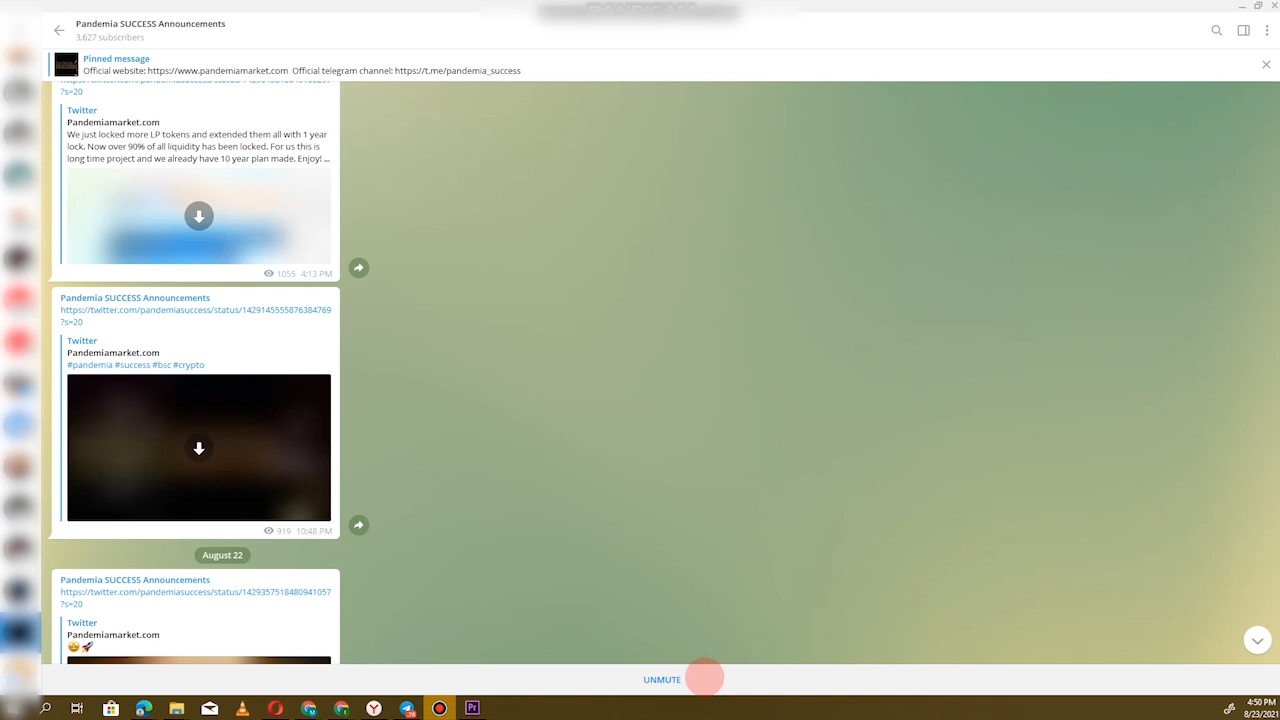 Pandemia SUCCESS Announcements
3,627 subscribers
Pinned message
Official website: https://www.pandemiamarket.com Official telegram channel: https://t.me/pandemia_success
?s=20
Twitter
Pandemiamarket.com
We just locked more LP tokens and extended them all with 1 year
lock. Now over 90% of all liquidity has been locked. For us this is
long time project and we already have 10 year plan made. Enjoy! ...
1055 4:13 PM
Pandemia SUCCESS Announcements
https://twitter.com/pandemiasuccess/status/1429145555876384769
?s=20
Twitter
Pandemiamarket.com
#pandemia #success #bsc #crypto
919 10:48 PM
August 22
Pandemia SUCCESS Announcements
https://twitter.com/pandemiasuccess/status/1429357518480941057
?s=20
Twitter
Pandemiamarket.com
🤩🚀
UNMUTE
4:50 PM
8/23/2021